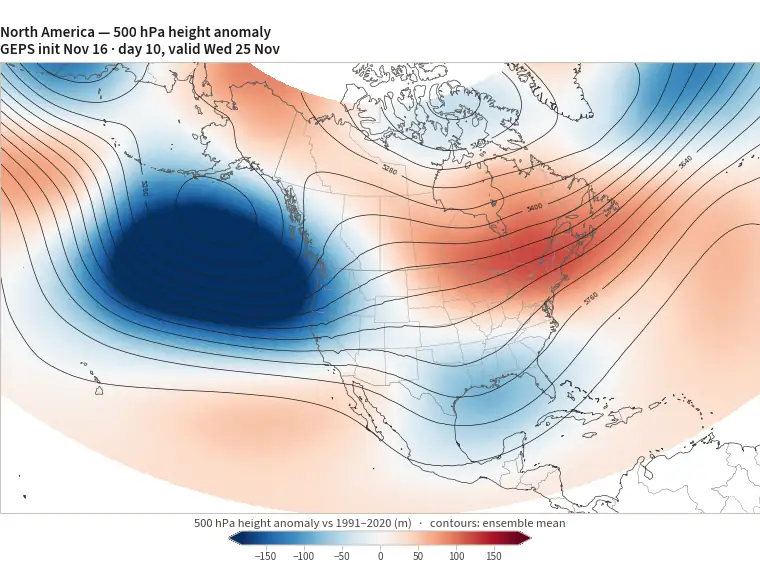 North America — 500 hPa height anomaly
GEPS init Nov 16 · day 10, valid Wed 25 Nov
5280
5400
5640
5760
500 hPa height anomaly vs 1991–2020 (m) · contours: ensemble mean
−150 −100 −50 0 50 100 150